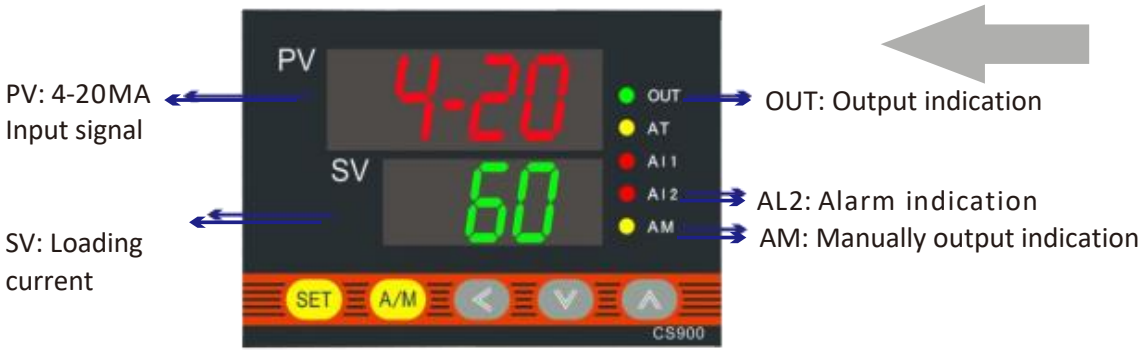 PV
4-20
PV: 4-20MA
Input signal
OUT
OUT: Output indication
AT
AI1
SV
60
AI2
AL2: Alarm indication
AM
AM: Manually output indication
SV: Loading
current
SET
A/M
CS900